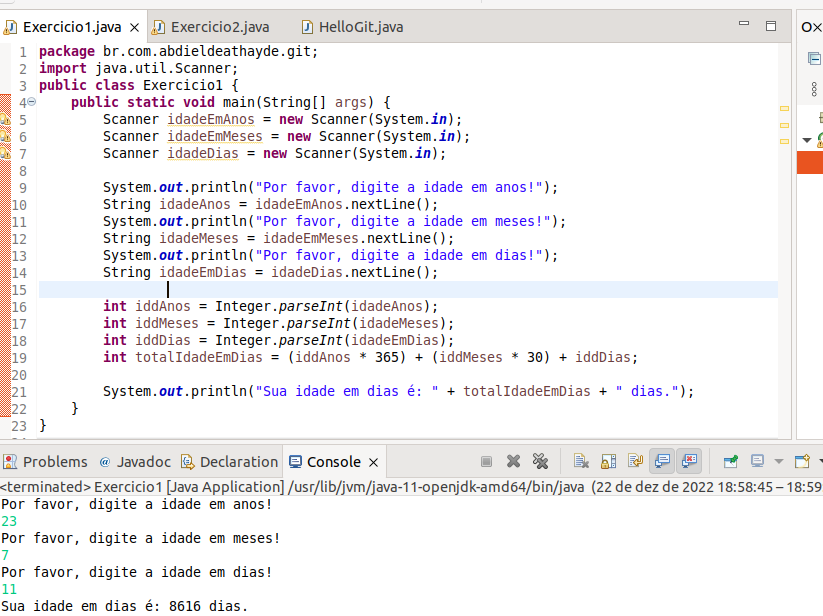 Exercicio1.java Exercicio2.java HelloGit.java
1 package br.com.abdieldeathayde.git;
2 import java.util.Scanner;
3 public class Exercicio1 {
4     public static void main(String[] args) {
5         Scanner idadeEmAnos = new Scanner(System.in);
6         Scanner idadeEmMeses = new Scanner(System.in);
7         Scanner idadeDias = new Scanner(System.in);
8
9         System.out.println("Por favor, digite a idade em anos!");
10         String idadeAnos = idadeEmAnos.nextLine();
11         System.out.println("Por favor, digite a idade em meses!");
12         String idadeMeses = idadeEmMeses.nextLine();
13         System.out.println("Por favor, digite a idade em dias!");
14         String idadeEmDias = idadeDias.nextLine();
15
16         int iddAnos = Integer.parseInt(idadeAnos);
17         int iddMeses = Integer.parseInt(idadeMeses);
18         int iddDias = Integer.parseInt(idadeEmDias);
19         int totalIdadeEmDias = (iddAnos * 365) + (iddMeses * 30) + iddDias;
20
21         System.out.println("Sua idade em dias é: " + totalIdadeEmDias + " dias.");
22     }
23 }
Problems Javadoc Declaration Console
<terminated> Exercicio1 [Java Application] /usr/lib/jvm/java-11-openjdk-amd64/bin/java (22 de dez de 2022 18:58:45 – 18:59
Por favor, digite a idade em anos!
23
Por favor, digite a idade em meses!
7
Por favor, digite a idade em dias!
11
Sua idade em dias é: 8616 dias.